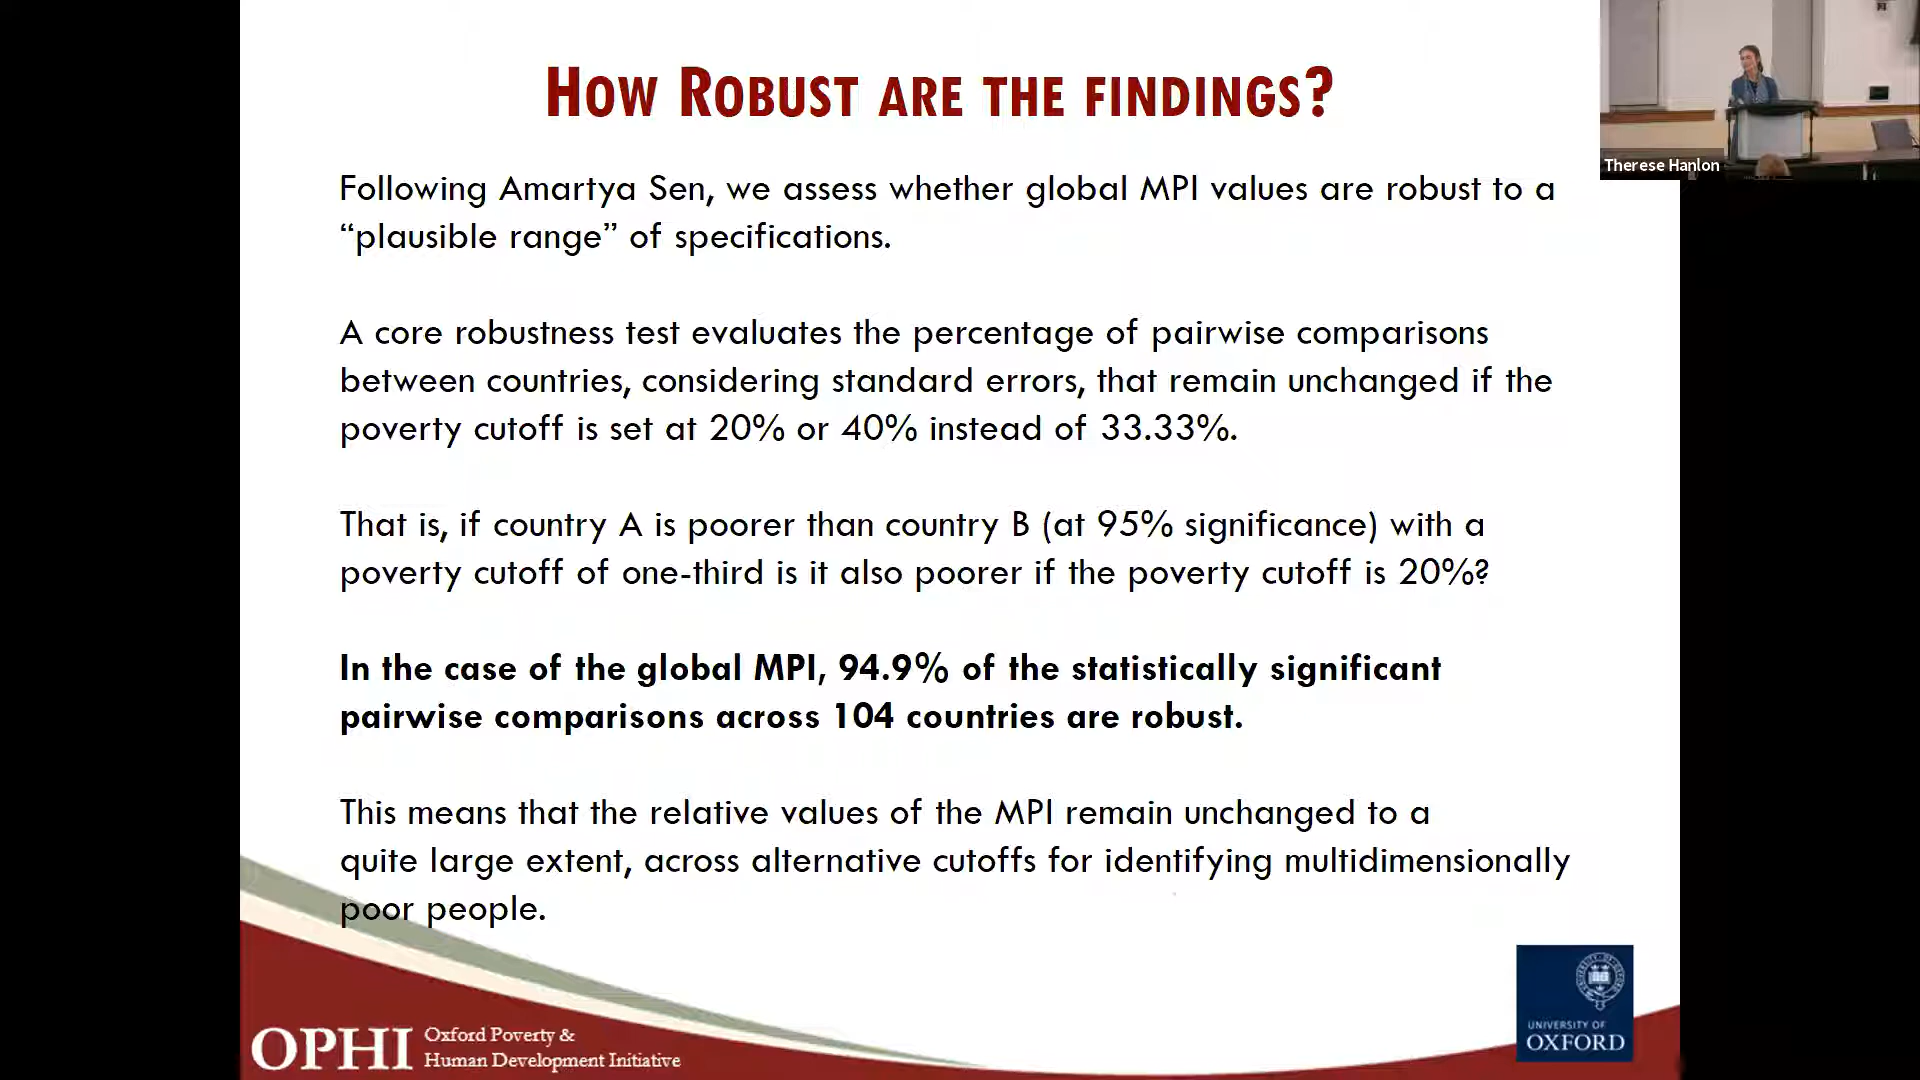 HOW ROBUST ARE THE FINDINGS?
Therese Hanlon
Following Amartya Sen, we assess whether global MPI values are robust to a
“plausible range” of specifications.
A core robustness test evaluates the percentage of pairwise comparisons
between countries, considering standard errors, that remain unchanged if the
poverty cutoff is set at 20% or 40% instead of 33.33%.
That is, if country A is poorer than country B (at 95% significance) with a
poverty cutoff of one-third is it also poorer if the poverty cutoff is 20%?
In the case of the global MPI, 94.9% of the statistically significant
pairwise comparisons across 104 countries are robust.
This means that the relative values of the MPI remain unchanged to a
quite large extent, across alternative cutoffs for identifying multidimensionally
poor people.
OPHI
Oxford Poverty &
Human Development Initiative
UNIVERSITY OF
OXFORD